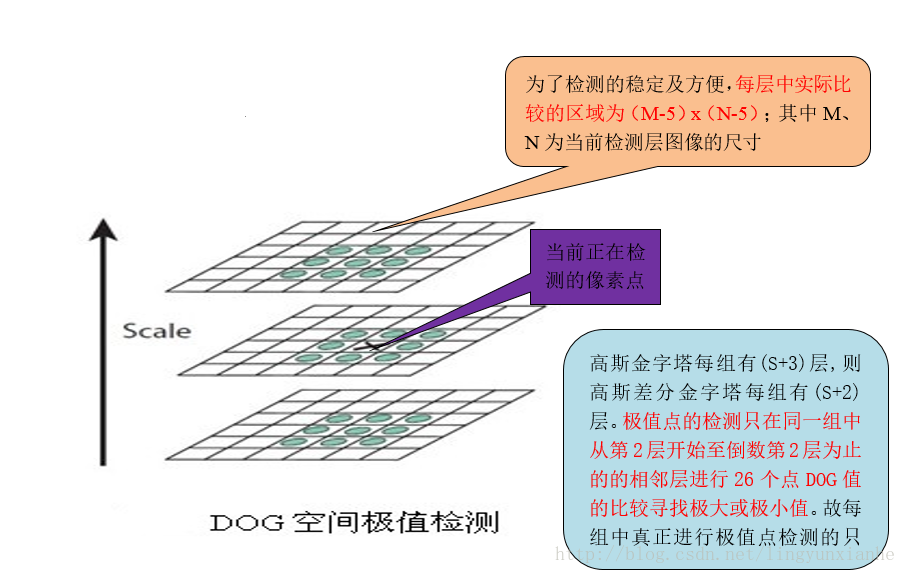 为了检测的稳定及方便，每层中实际比
较的区域为（M-5）x（N-5）；其中 M、
N 为当前检测层图像的尺寸
当前正在检
测的像素点
Scale
高斯金字塔每组有(S+3)层,则
高斯差分金字塔每组有(S+2)
层。极值点的检测只在同一组中
从第 2 层开始至倒数第 2 层为止
的的相邻层进行 26 个点 DOG 值
的比较寻找极大或极小值。故每
组中真正进行极值点检测的只
DOG 空间极值检测
http://blog.csdn.net/lingyunxianhe